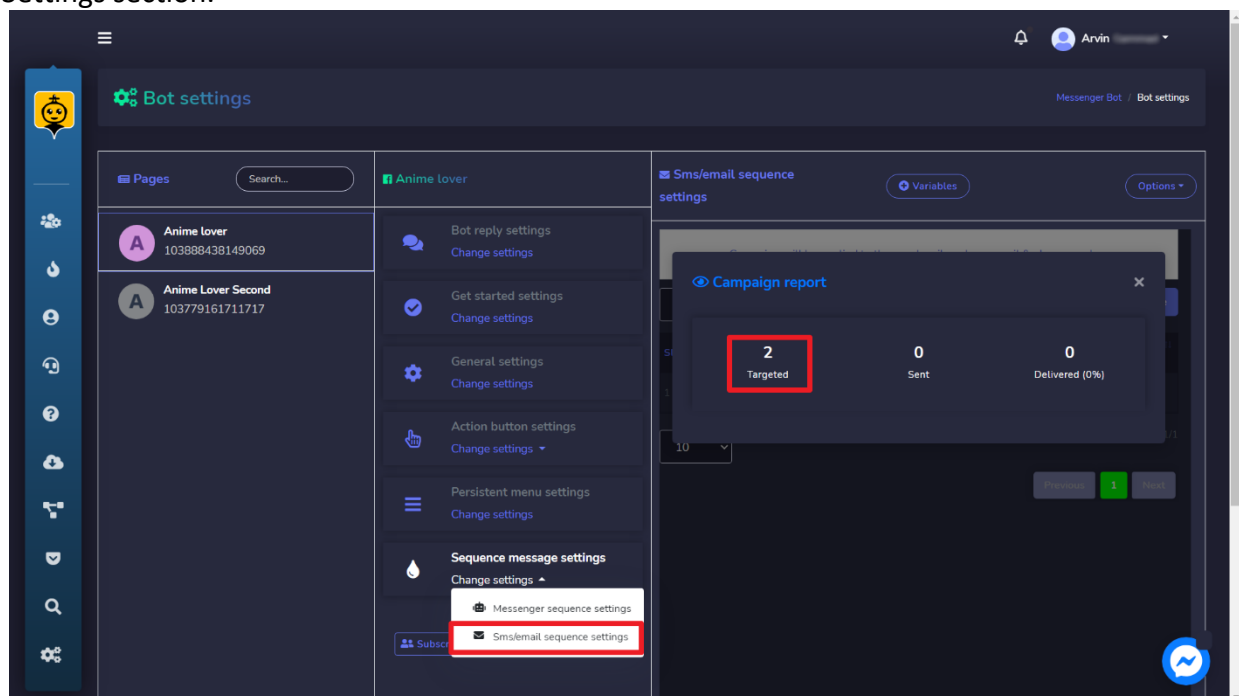 Settings section.
Arvin
Bot settings
Messenger Bot / Bot settings
Pages
Search...
Anime lover
Sms/email sequence
settings
Variables
Options
A
Anime lover
103888438149069
A
Anime Lover Second
103779161711717
Bot reply settings
Change settings
Get started settings
Change settings
General settings
Change settings
Action button settings
Change settings
Persistent menu settings
Change settings
Sequence message settings
Change settings
Messenger sequence settings
Sms/email sequence settings
Campaign report
2
Targeted
0
Sent
0
Delivered (0%)
10
1/1
Previous
1
Next